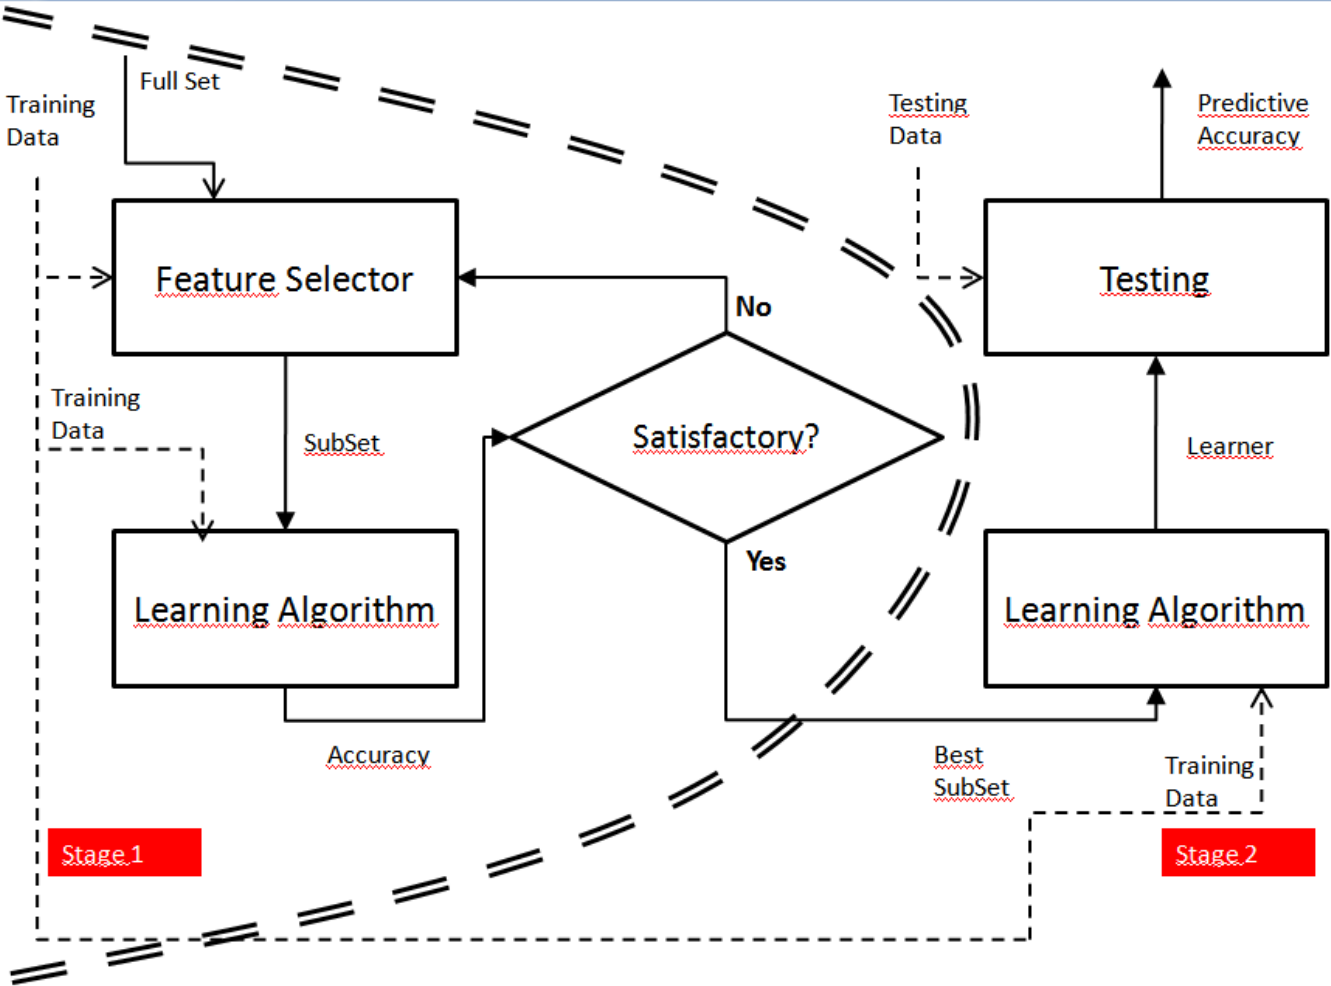 Full Set
Training
Data
Testing
Data
Predictive
Accuracy
Feature Selector
Testing
No
Training
Data
SubSet
Satisfactory?
Learner
Yes
Learning Algorithm
Learning Algorithm
Accuracy
Best
SubSet
Training
Data
Stage 1
Stage 2